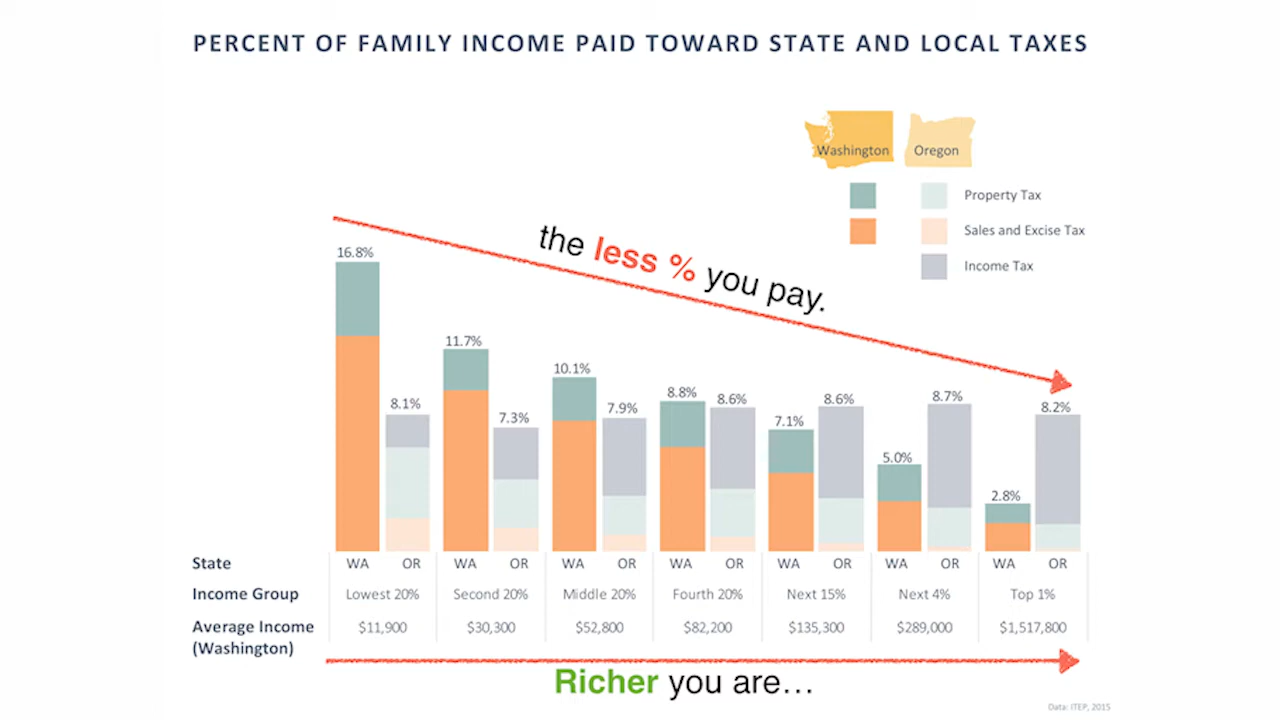 PERCENT OF FAMILY INCOME PAID TOWARD STATE AND LOCAL TAXES
Washington Oregon
Property Tax
Sales and Excise Tax
Income Tax
the less % you pay.
16.8% 8.1% 11.7% 7.3% 10.1% 7.9% 8.8% 8.6% 7.1% 8.6% 5.0% 8.7% 2.8% 8.2%
State WA OR WA OR WA OR WA OR WA OR WA OR WA OR
Income Group Lowest 20% Second 20% Middle 20% Fourth 20% Next 15% Next 4% Top 1%
Average Income $11,900 $30,300 $52,800 $82,200 $135,300 $289,000 $1,517,800
(Washington)
Richer you are...
Data: ITEP, 2015